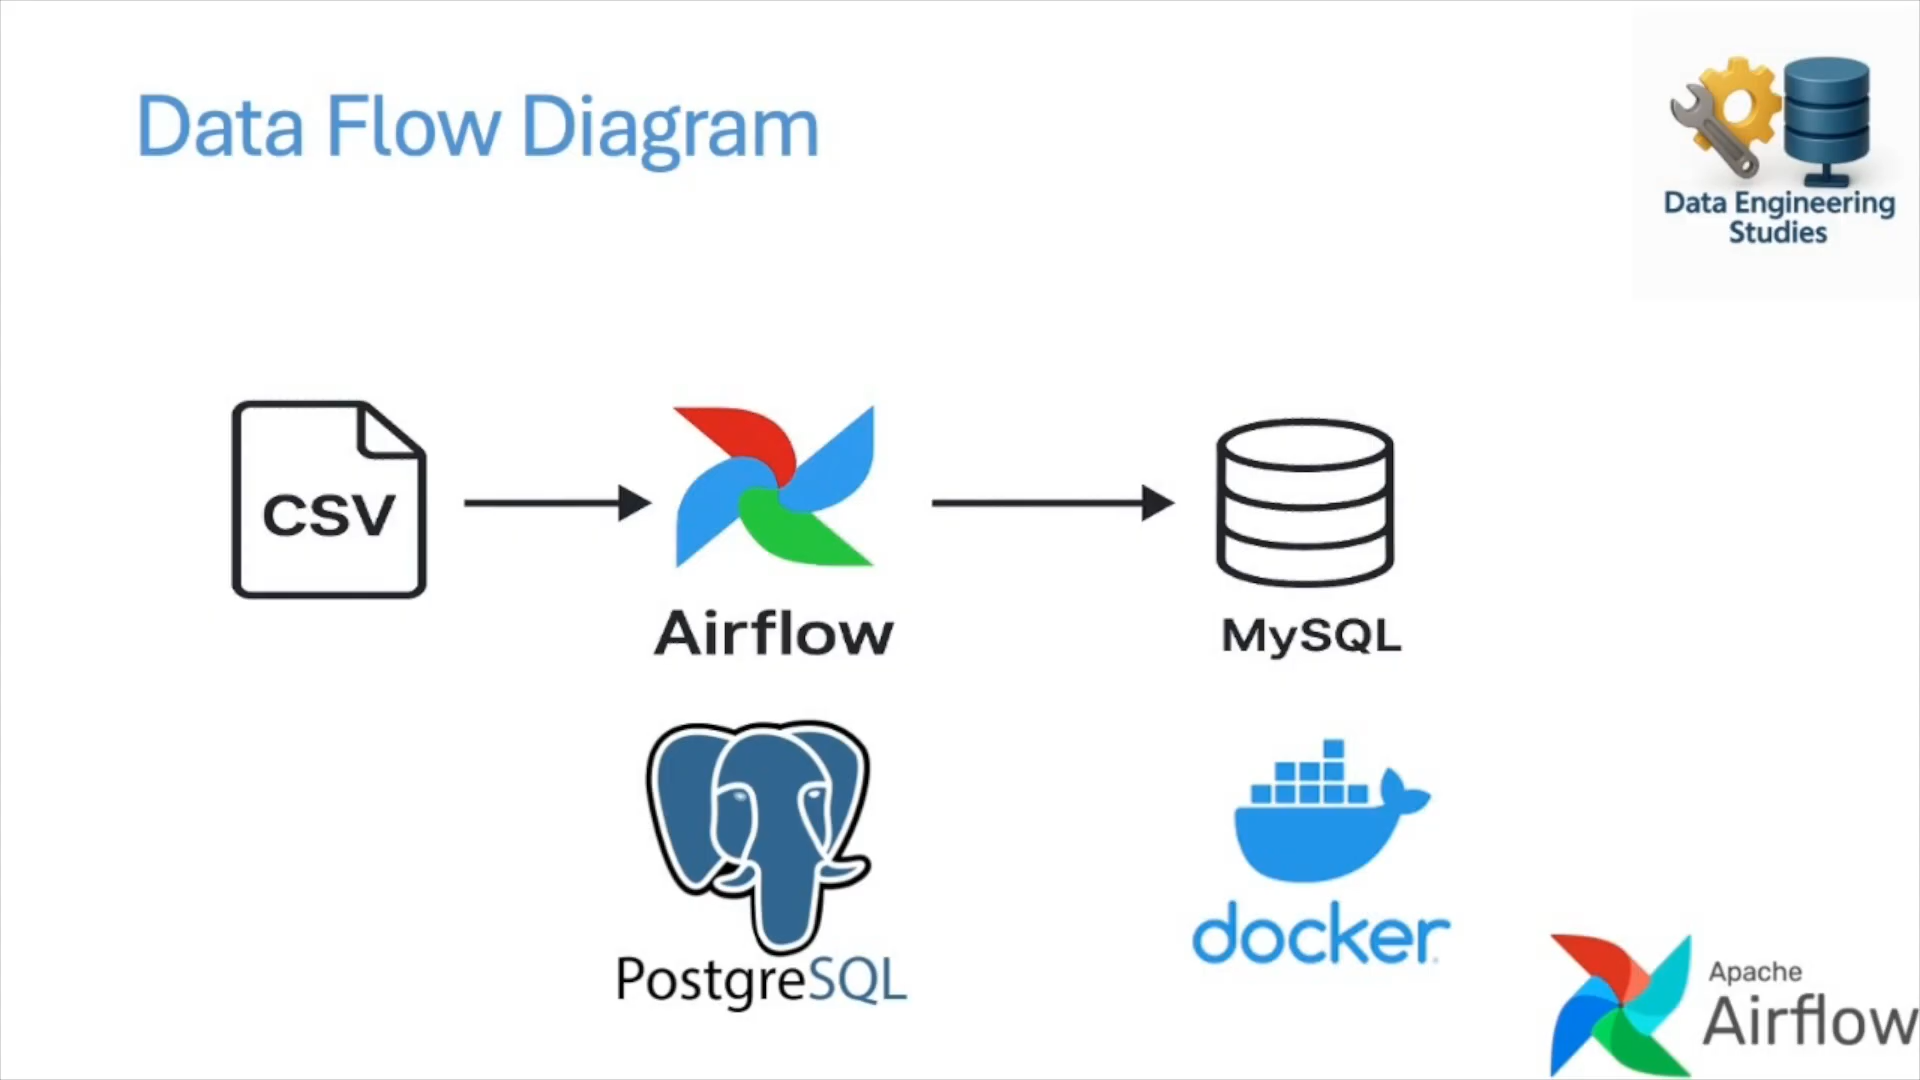 Data Flow Diagram
Data Engineering
Studies
CSV
Airflow
MySQL
PostgreSQL
docker
Apache
Airflow